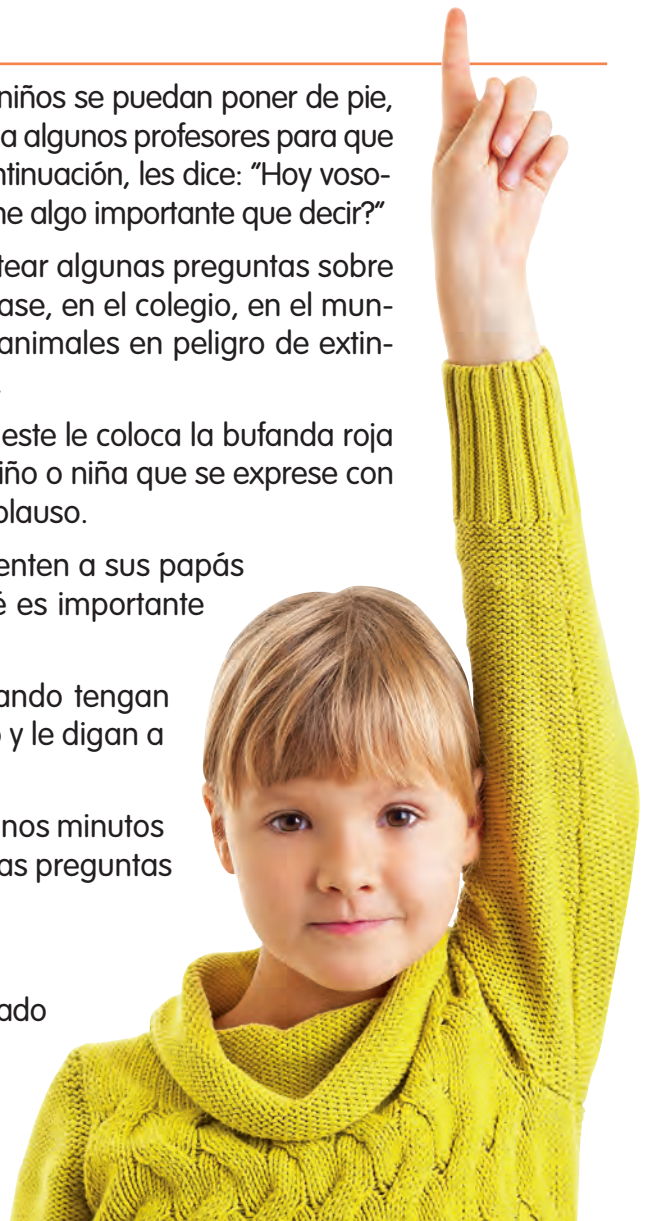 niños se puedan poner de pie,
a algunos profesores para que
ntinuación, les dice: "Hoy voso-
ne algo importante que decir?"
tear algunas preguntas sobre
ase, en el colegio, en el mun-
animales en peligro de extin-
este le coloca la bufanda roja
iño o niña que se exprese con
plauso.
enten a sus papás
é es importante
ando tengan
o y le digan a
nos minutos
as preguntas
ado